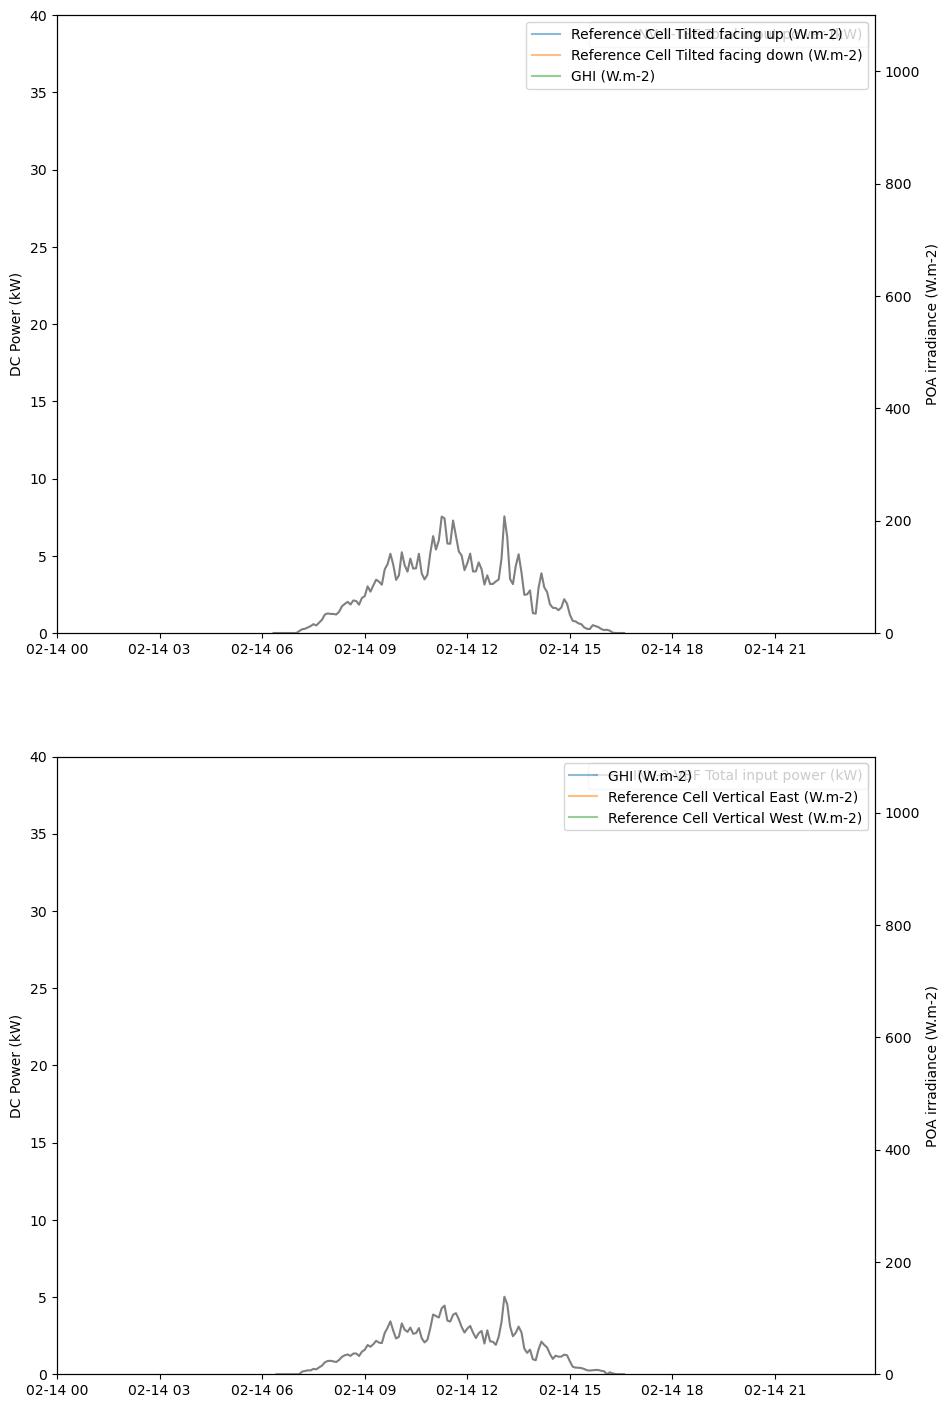 40
35
30
25
20
15
10
5
0
DC Power (kW)
Reference Cell Tilted facing up (W.m-2)
Reference Cell Tilted facing down (W.m-2)
GHI (W.m-2)
1000
800
600
400
200
0
POA irradiance (W.m-2)
02-14 00 02-14 03 02-14 06 02-14 09 02-14 12 02-14 15 02-14 18 02-14 21
40
35
30
25
20
15
10
5
0
DC Power (kW)
GHI (W.m-2)
Total input power (kW)
Reference Cell Vertical East (W.m-2)
Reference Cell Vertical West (W.m-2)
1000
800
600
400
200
0
POA irradiance (W.m-2)
02-14 00 02-14 03 02-14 06 02-14 09 02-14 12 02-14 15 02-14 18 02-14 21